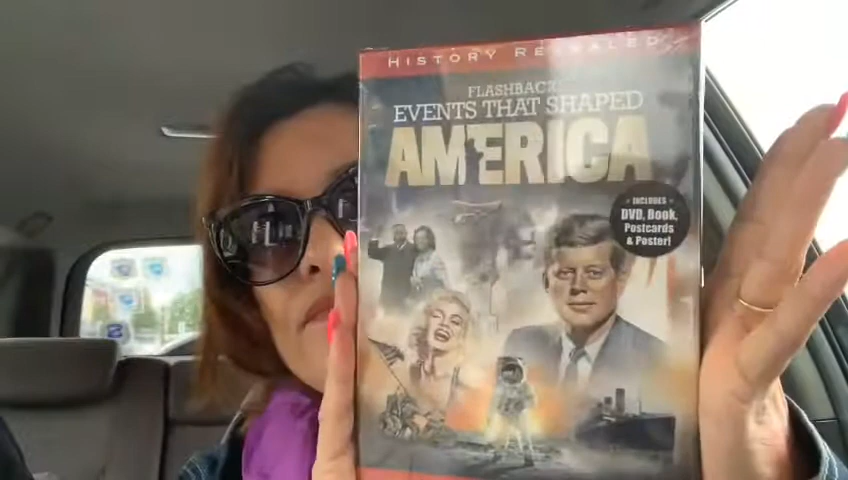 HISTORY REVEALED
FLASHBACK
EVENTS THAT SHAPED
AMERICA
INCLUDES
DVD, Book,
Postcards
& Poster!